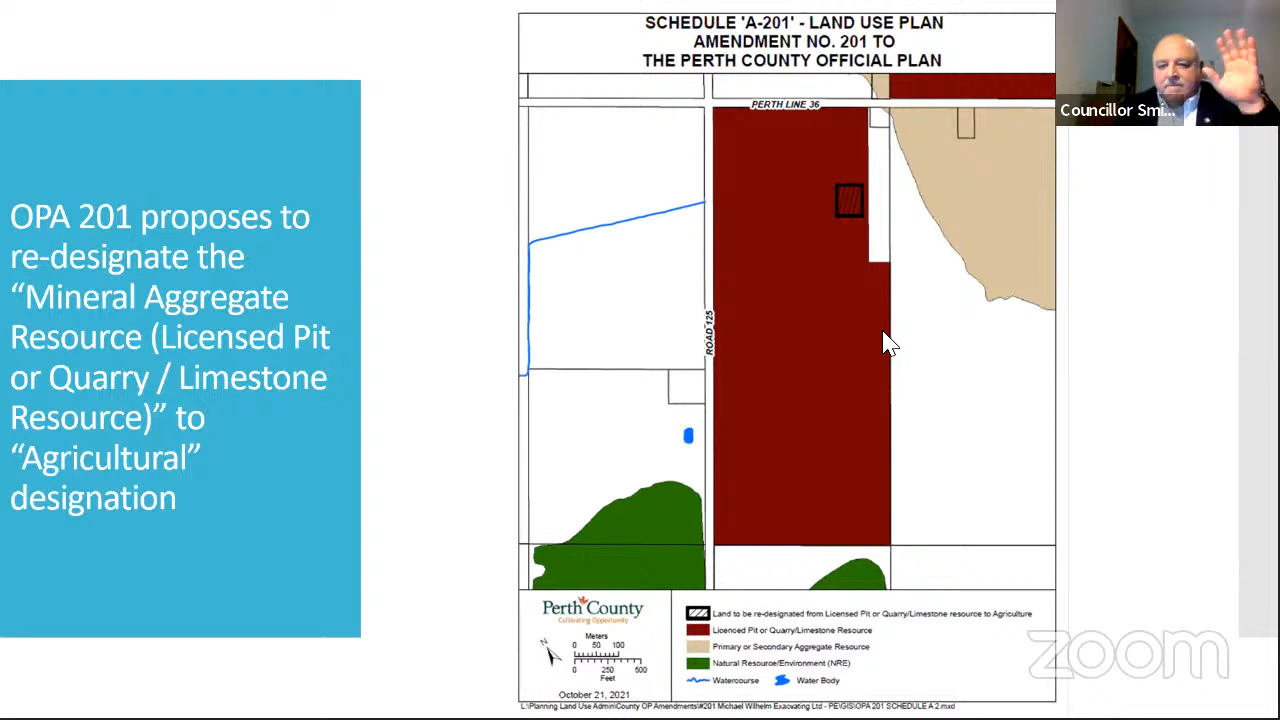 SCHEDULE 'A-201' - LAND USE PLAN
AMENDMENT NO. 201 TO
THE PERTH COUNTY OFFICIAL PLAN
Councillor Smi...
OPA 201 proposes to
re-designate the
“Mineral Aggregate
Resource (Licensed Pit
or Quarry / Limestone
Resource)” to
“Agricultural”
designation
PERTH LINE 36
ROAD 125
Perth County
Cultivating Opportunity
N
Meters
0 50 100
0 250 500
Feet
October 21, 2021
Land to be re-designated from Licensed Pit or Quarry/Limestone resource to Agriculture
Licenced Pit or Quarry/Limestone Resource
Primary or Secondary Aggregate Resource
Natural Resource/Environment (NRE)
Watercourse Water Body
L:\Planning Land Use Admin\County OP Amendments\#201 Michael Wilhelm Exacvating Ltd - PE\GIS\OPA 201 SCHEDULE A 2.mxd
zoom